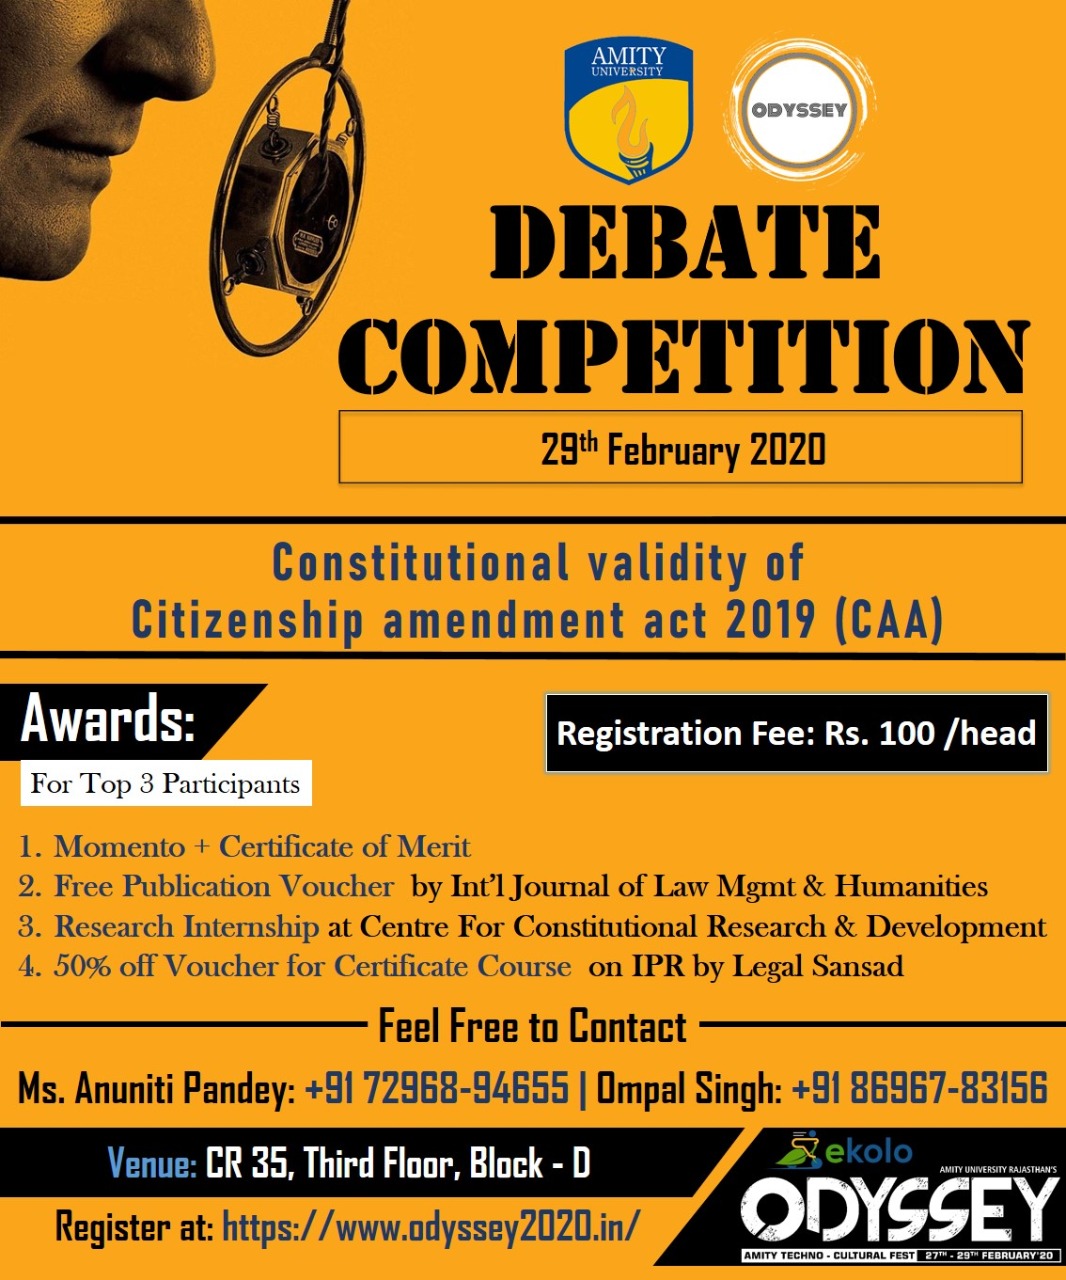 AMITY
UNIVERSITY
ODYSSEY
DEBATE
COMPETITION
29th February 2020
Constitutional validity of
Citizenship amendment act 2019 (CAA)
Awards:
Registration Fee: Rs. 100 /head
For Top 3 Participants
1. Momento + Certificate of Merit
2. Free Publication Voucher by Int'l Journal of Law Mgmt & Humanities
3. Research Internship at Centre For Constitutional Research & Development
4. 50% off Voucher for Certificate Course on IPR by Legal Sansad
Feel Free to Contact
Ms. Anuniti Pandey: +91 72968-94655 | Ompal Singh: +91 86967-83156
Venue: CR 35, Third Floor, Block - D
Register at: https://www.odyssey2020.in/
ekolo
AMITY UNIVERSITY RAJASTHAN'S
ODYSSEY
AMITY TECHNO - CULTURAL FEST 27TH - 29TH FEBRUARY'20